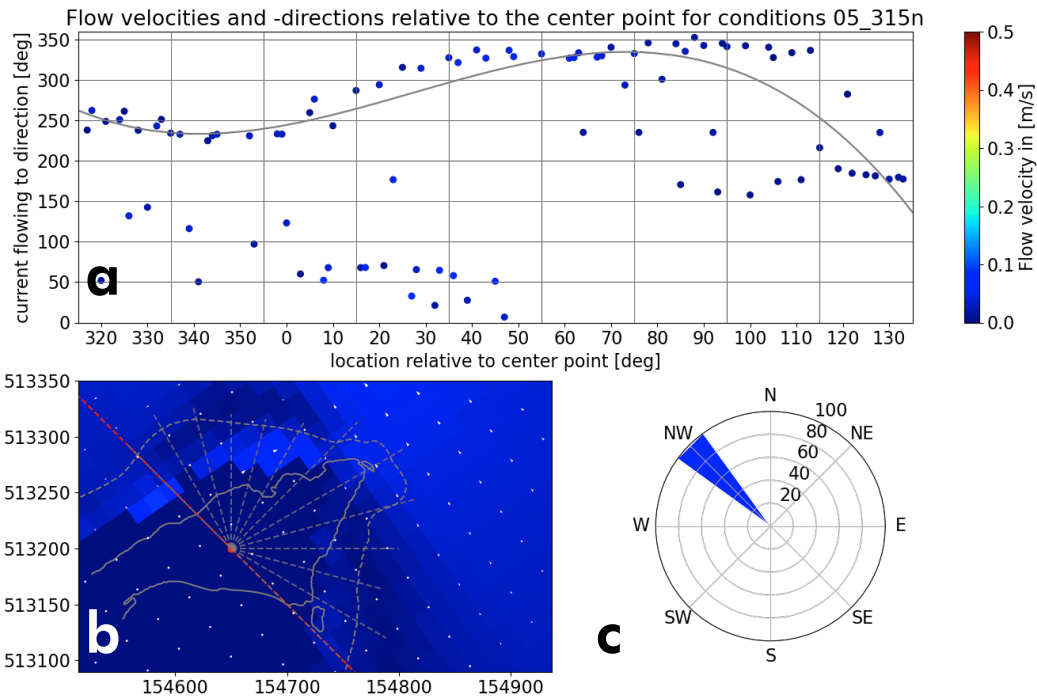 Flow velocities and -directions relative to the center point for conditions 05_315n
current flowing to direction [deg]
350
300
250
200
150
100
50
0
a
320 330 340 350 0 10 20 30 40 50 60 70 80 90 100 110 120 130
location relative to center point [deg]
0.5
0.4
0.3
0.2
0.1
0.0
Flow velocity in [m/s]
513350
513300
513250
513200
513150
513100
b
154600 154700 154800 154900
c
N
NE
E
SE
S
SW
W
NW
100
80
60
40
20